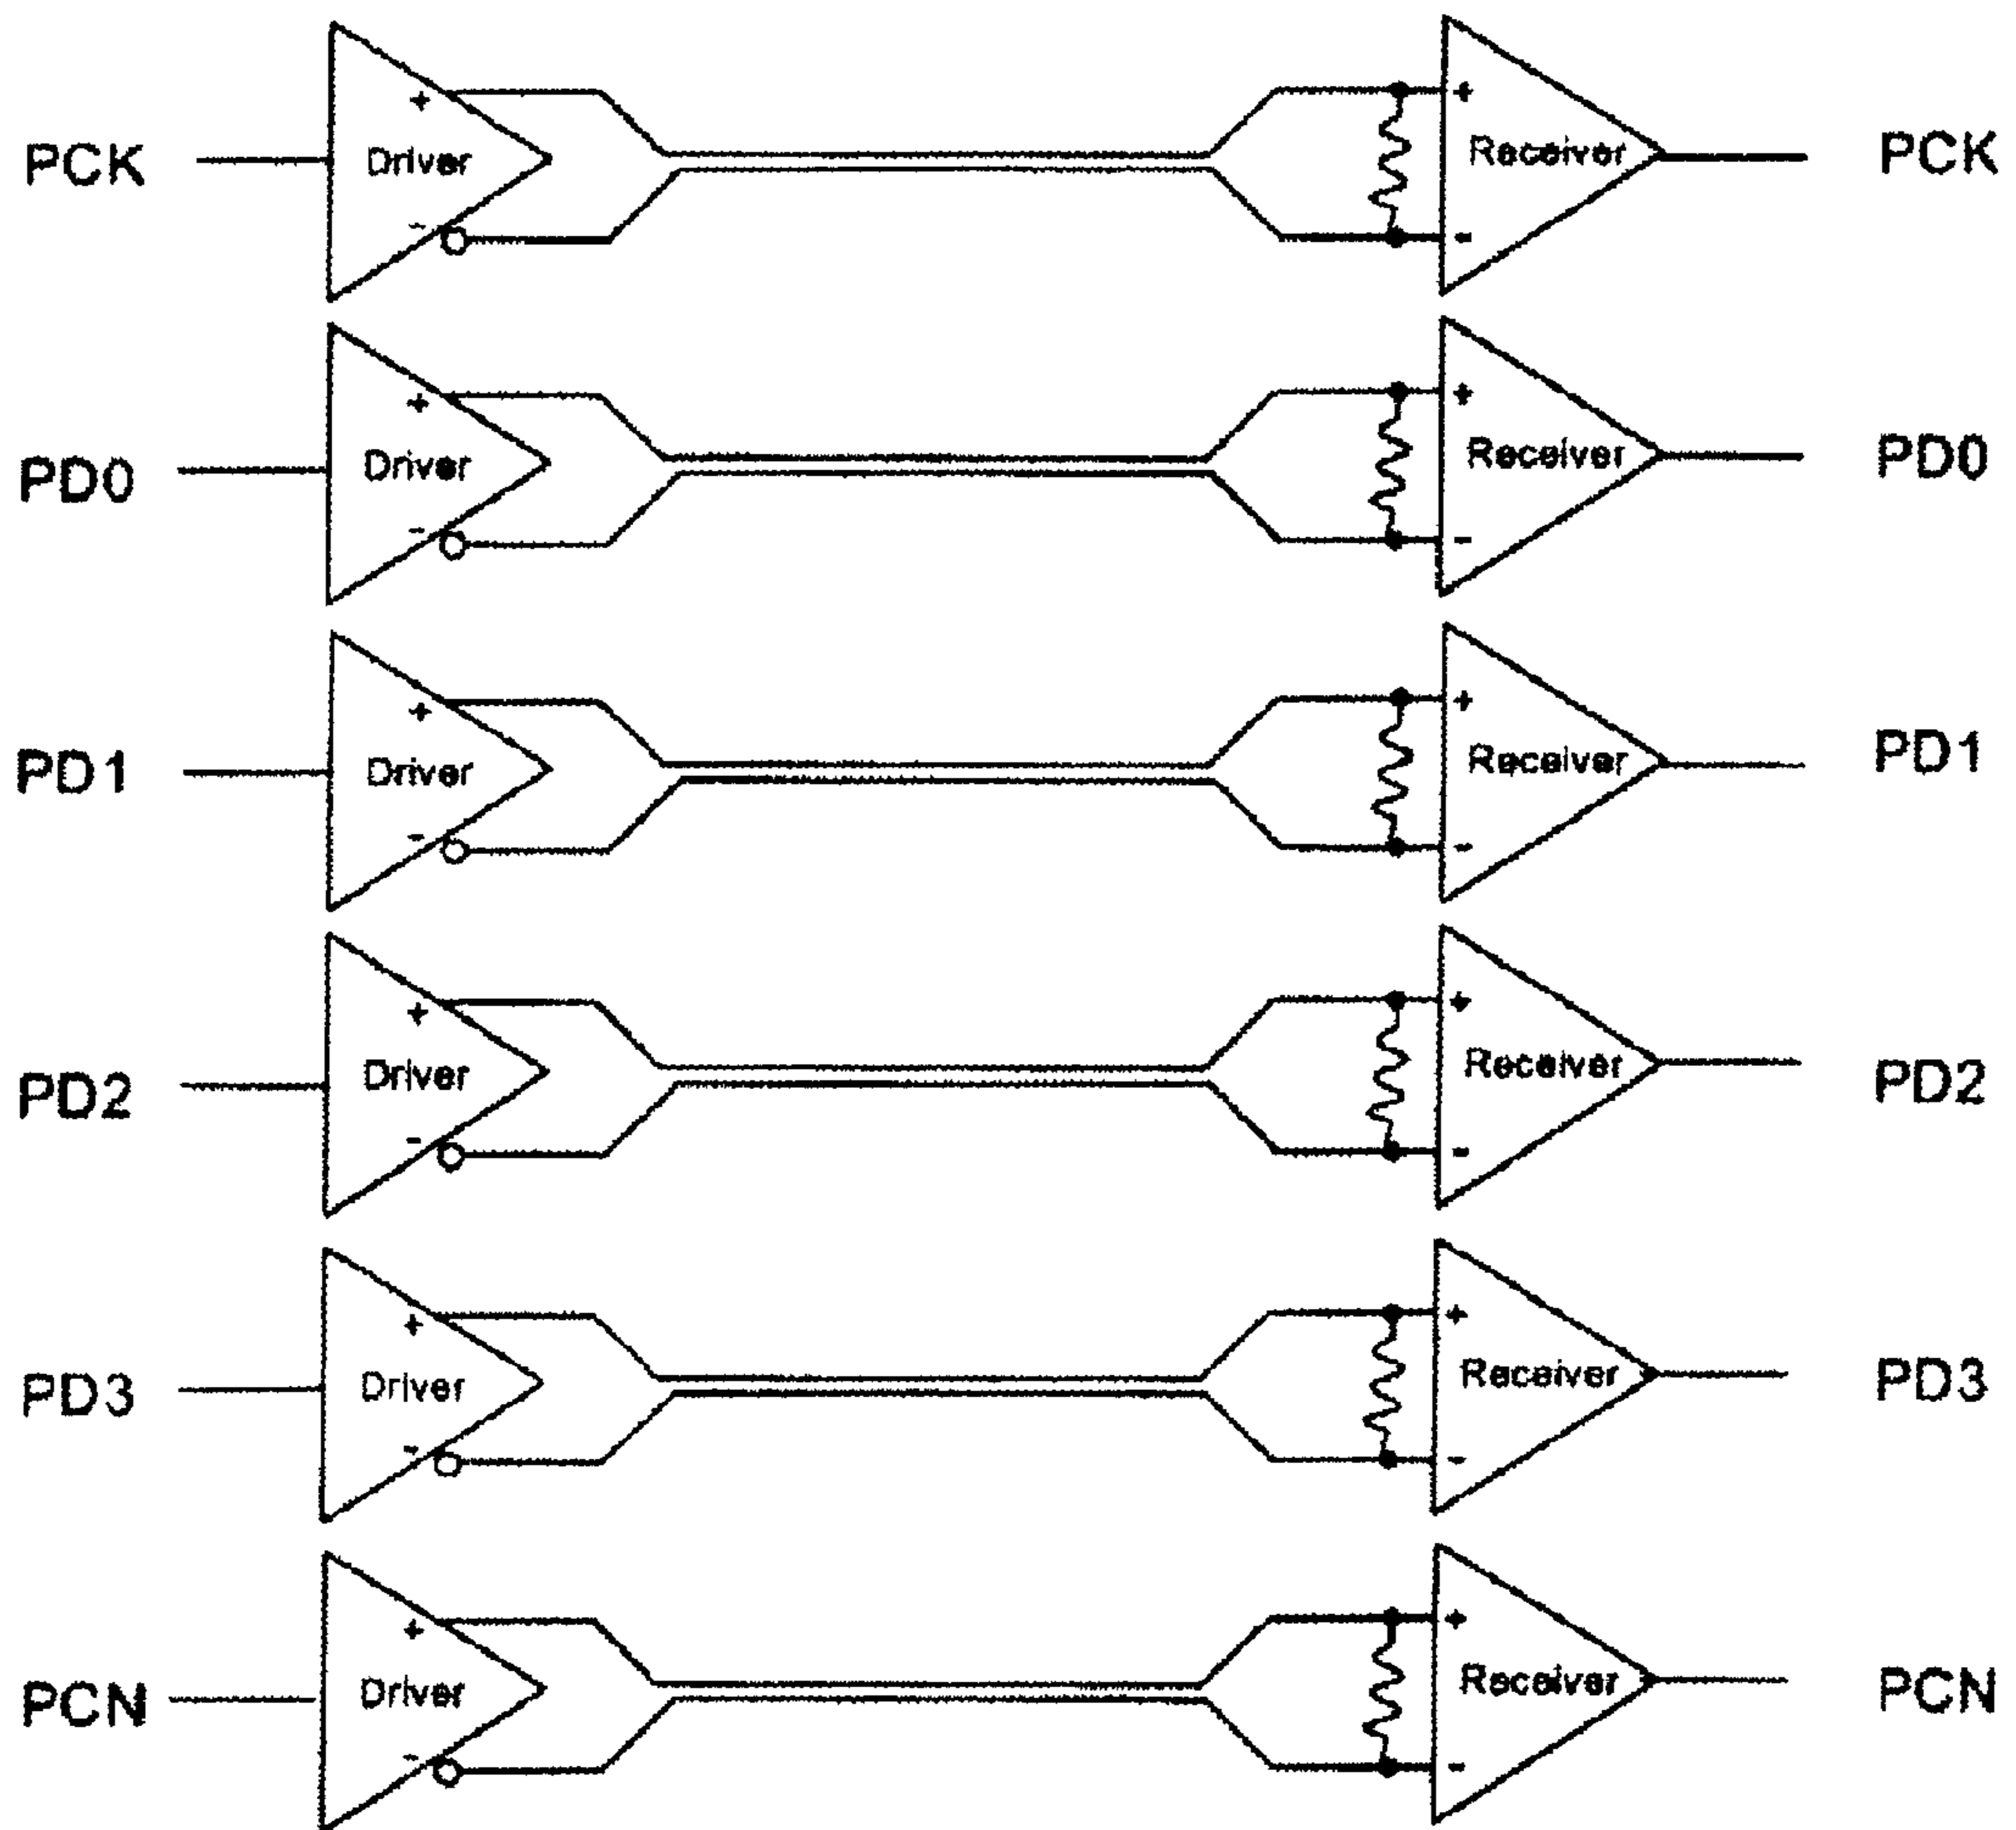 PCK + Driver - + Receiver - PCK
PD0 + Driver - + Receiver - PD0
PD1 + Driver - + Receiver - PD1
PD2 + Driver - + Receiver - PD2
PD3 + Driver - + Receiver - PD3
PCN + Driver - + Receiver - PCN